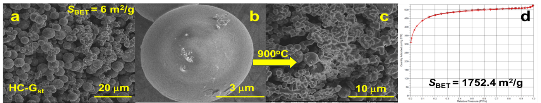 a
S_BET = 6 m²/g
HC-G_st
20 μm
b
3 μm
900°C
c
10 μm
d
S_BET = 1752.4 m²/g